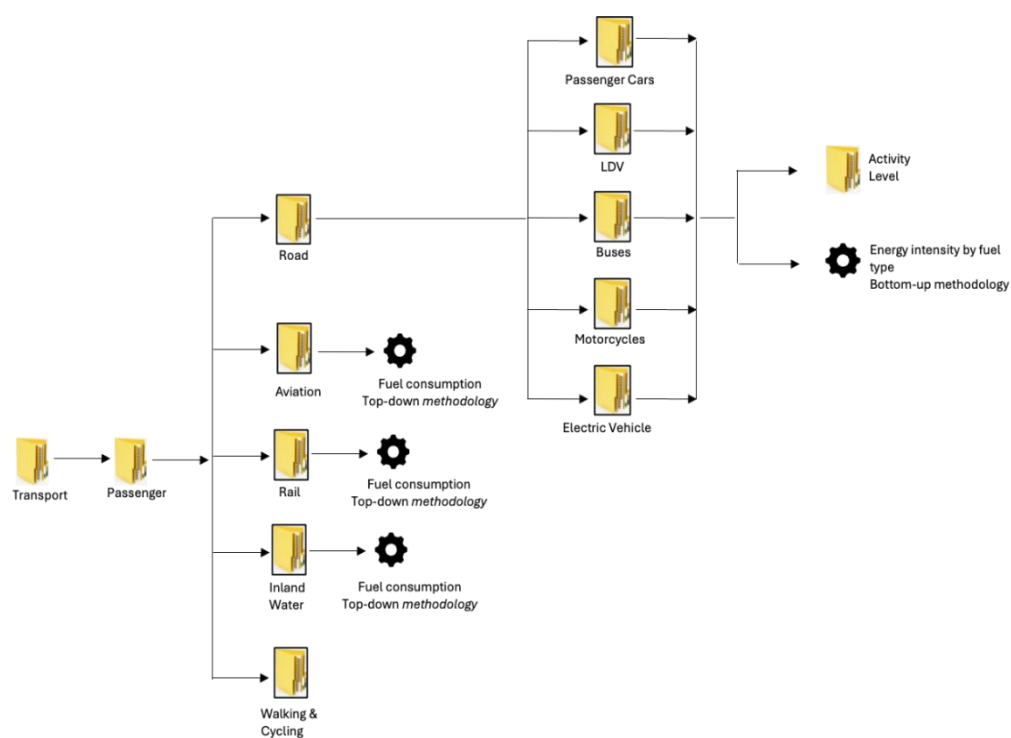 Passenger Cars
LDV
Activity
Level
Road
Buses
Energy intensity by fuel
type
Bottom-up methodology
Motorcycles
Aviation
Fuel consumption
Top-down methodology
Electric Vehicle
Transport
Passenger
Rail
Fuel consumption
Top-down methodology
Inland
Water
Fuel consumption
Top-down methodology
Walking &
Cycling